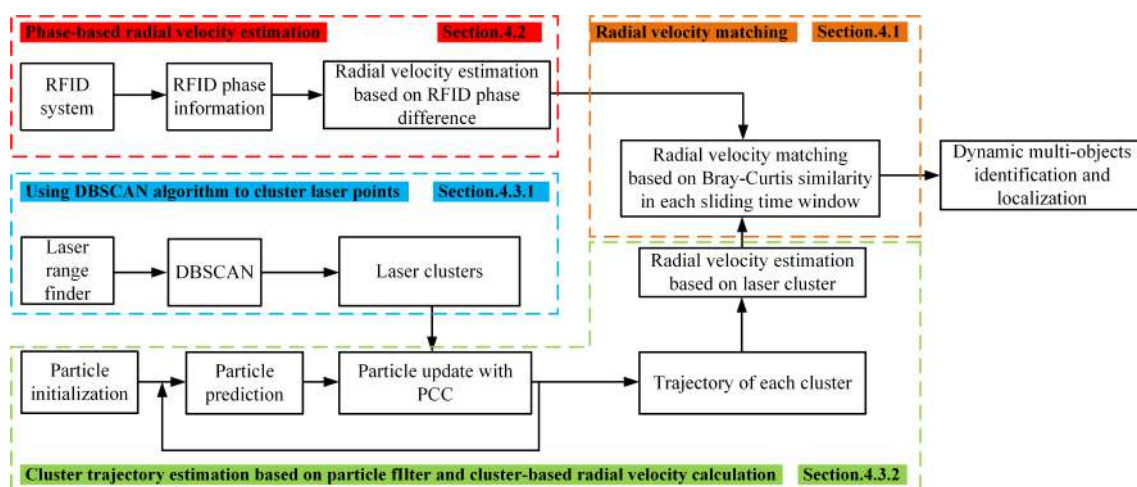 Phase-based radial velocity estimation
Section.4.2
Radial velocity matching
Section.4.1
RFID
system
RFID phase
information
Radial velocity estimation
based on RFID phase
difference
Radial velocity matching
based on Bray-Curtis similarity
in each sliding time window
Dynamic multi-objects
identification and
localization
Using DBSCAN algorithm to cluster laser points
Section.4.3.1
Laser
range
finder
DBSCAN
Laser clusters
Radial velocity estimation
based on laser cluster
Particle
initialization
Particle
prediction
Particle update with
PCC
Trajectory of each cluster
Cluster trajectory estimation based on particle fIlter and cluster-based radial velocity calculation
Section.4.3.2